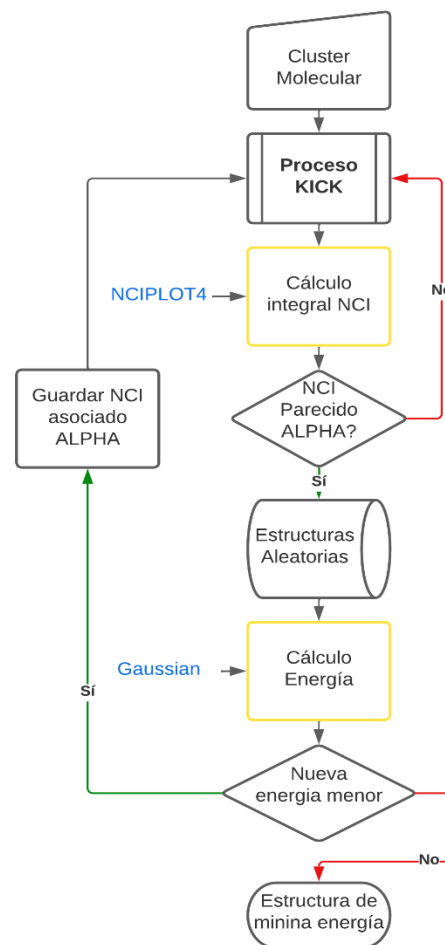 Cluster
Molecular
Proceso
KICK
NCIPLOT4
Cálculo
integral NCI
No
Guardar NCI
asociado
ALPHA
NCI
Parecido
ALPHA?
Sí
Estructuras
Aleatorias
Gaussian
Cálculo
Energía
Sí
Nueva
energia menor
No
Estructura de
minina energía